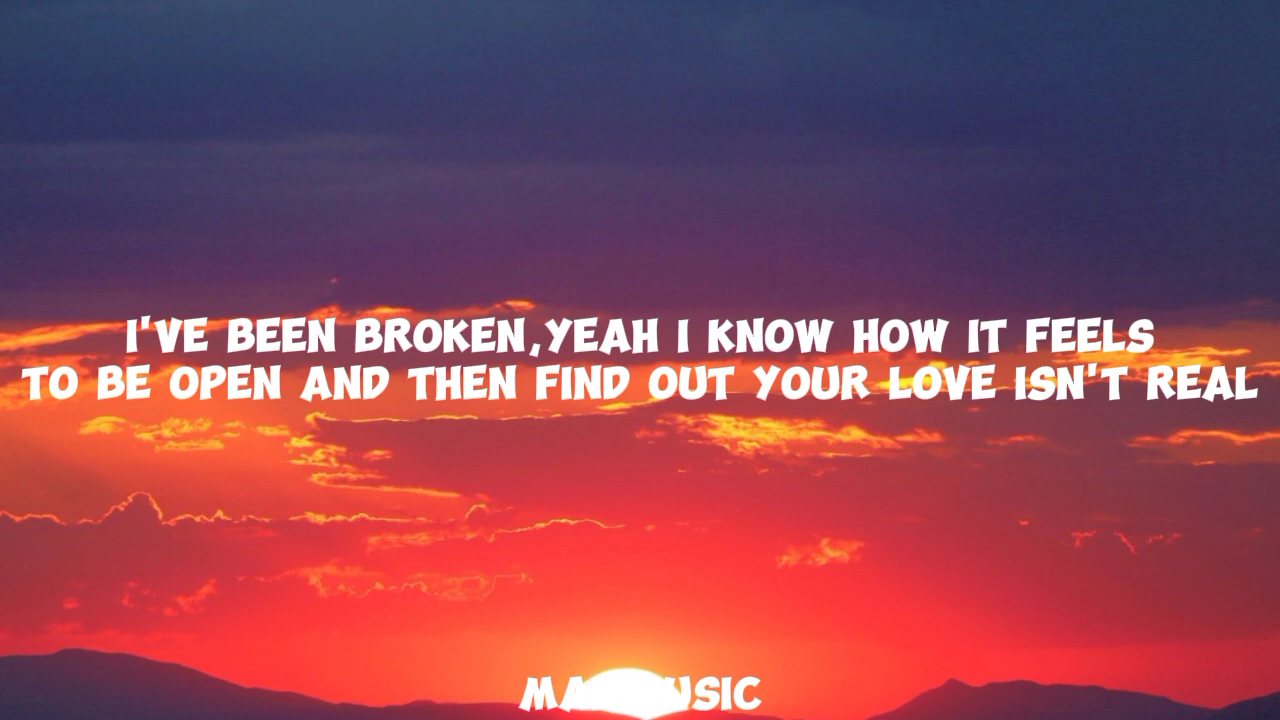 I'VE BEEN BROKEN,YEAH I KNOW HOW IT FEELS
TO BE OPEN AND THEN FIND OUT YOUR LOVE ISN'T REAL